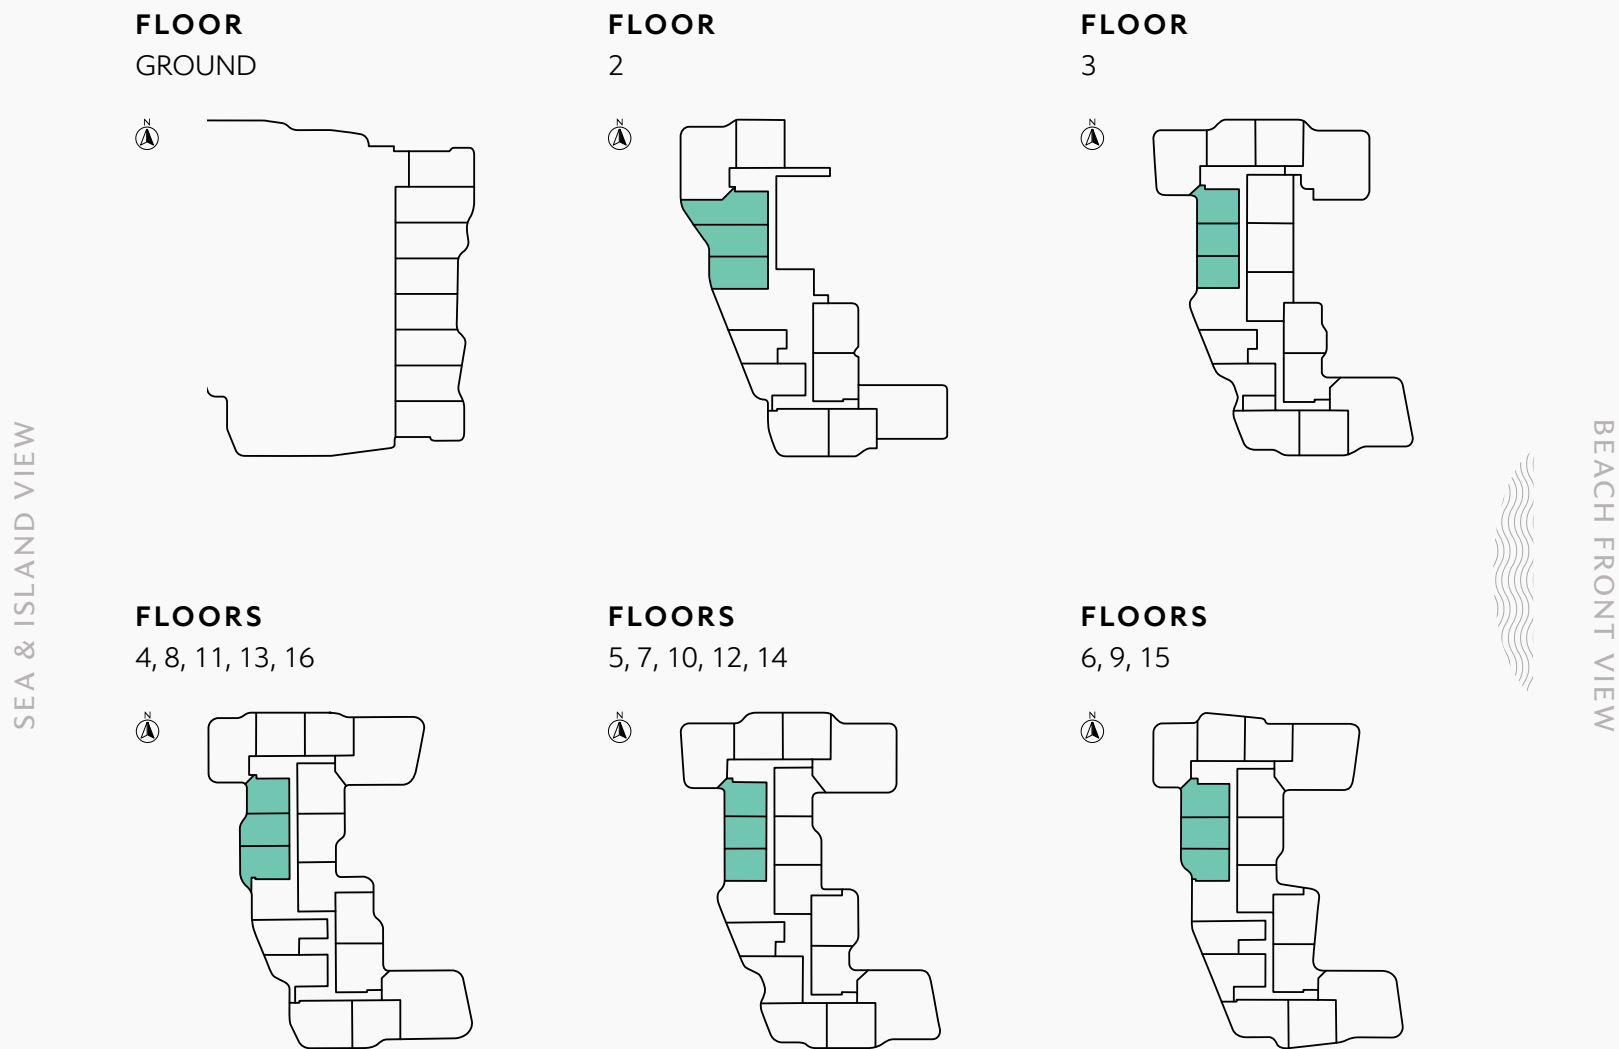 FLOOR
GROUND
N
FLOOR
2
N
FLOOR
3
N
SEA & ISLAND VIEW
BEACH FRONT VIEW
FLOORS
4, 8, 11, 13, 16
N
FLOORS
5, 7, 10, 12, 14
N
FLOORS
6, 9, 15
N